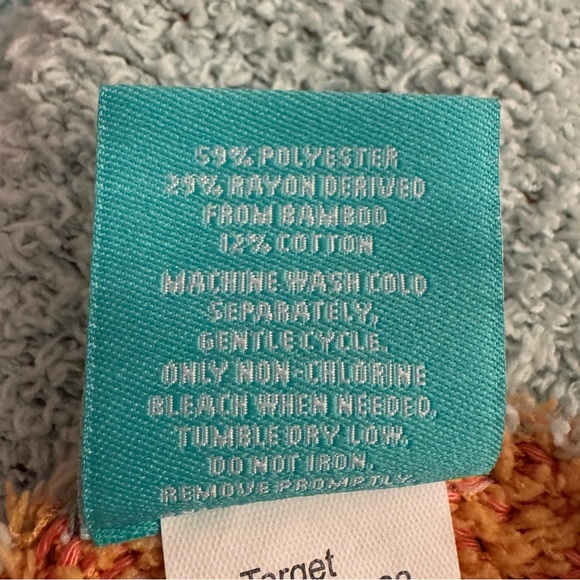 59% POLYESTER
29% RAYON DERIVED
FROM BAMBOO
12% COTTON
MACHINE WASH COLD
SEPARATELY,
GENTLE CYCLE.
ONLY NON-CHLORINE
BLEACH WHEN NEEDED.
TUMBLE DRY LOW.
DO NOT IRON.
REMOVE PROMPTLY.
Target